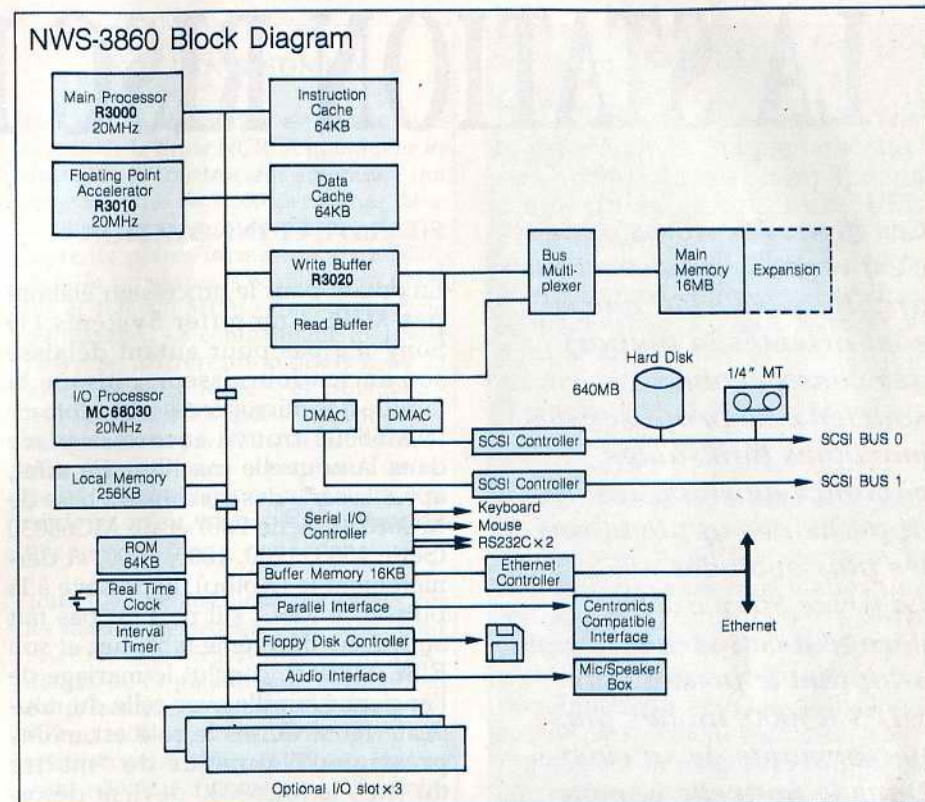 NWS-3860 Block Diagram
Main Processor
R3000
20MHz
Instruction
Cache
64KB
Floating Point
Accelerator
R3010
20MHz
Data
Cache
64KB
Write Buffer
R3020
Read Buffer
Bus
Multi-
plexer
Main
Memory
16MB
Expansion
Hard Disk
640MB
1/4" MT
I/O Processor
MC68030
20MHz
DMAC
DMAC
SCSI Controller
SCSI BUS 0
SCSI Controller
SCSI BUS 1
Local Memory
256KB
Serial I/O
Controller
Keyboard
Mouse
RS232C×2
ROM
64KB
Buffer Memory 16KB
Ethernet
Controller
Ethernet
Real Time
Clock
Parallel Interface
Centronics
Compatible
Interface
Interval
Timer
Floppy Disk Controller
Audio Interface
Mic/Speaker
Box
Optional I/O slot×3